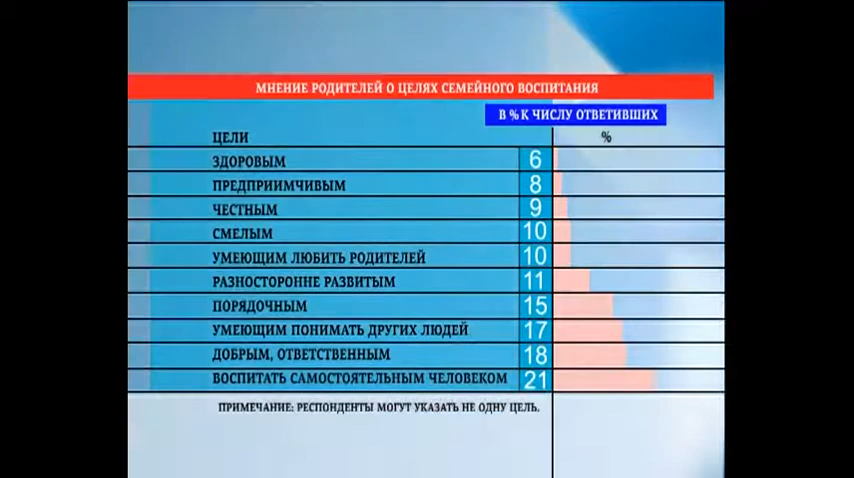 МНЕНИЕ РОДИТЕЛЕЙ О ЦЕЛЯХ СЕМЕЙНОГО ВОСПИТАНИЯ
В % К ЧИСЛУ ОТВЕТИВШИХ
ЦЕЛИ %
ЗДОРОВЫМ 6
ПРЕДПРИИМЧИВЫМ 8
ЧЕСТНЫМ 9
СМЕЛЫМ 10
УМЕЮЩИМ ЛЮБИТЬ РОДИТЕЛЕЙ 10
РАЗНОСТОРОННЕ РАЗВИТЫМ 11
ПОРЯДОЧНЫМ 15
УМЕЮЩИМ ПОНИМАТЬ ДРУГИХ ЛЮДЕЙ 17
ДОБРЫМ, ОТВЕТСТВЕННЫМ 18
ВОСПИТАТЬ САМОСТОЯТЕЛЬНЫМ ЧЕЛОВЕКОМ 21
ПРИМЕЧАНИЕ: РЕСПОНДЕНТЫ МОГУТ УКАЗАТЬ НЕ ОДНУ ЦЕЛЬ.